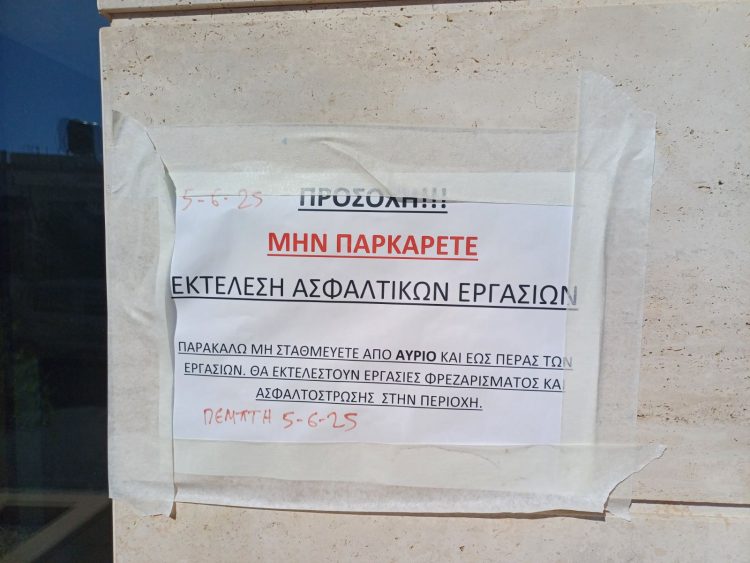 5-6-25
ΠΡΟΣΟΧΗ!!!
ΜΗΝ ΠΑΡΚΑΡΕΤΕ
ΕΚΤΕΛΕΣΗ ΑΣΦΑΛΤΙΚΩΝ ΕΡΓΑΣΙΩΝ
ΠΑΡΑΚΑΛΩ ΜΗ ΣΤΑΘΜΕΥΕΤΕ ΑΠΟ ΑΥΡΙΟ ΚΑΙ ΕΩΣ ΠΕΡΑΣ ΤΩΝ
ΕΡΓΑΣΙΩΝ. ΘΑ ΕΚΤΕΛΕΣΤΟΥΝ ΕΡΓΑΣΙΕΣ ΦΡΕΖΑΡΙΣΜΑΤΟΣ ΚΑΙ
ΑΣΦΑΛΤΟΣΤΡΩΣΗΣ ΣΤΗΝ ΠΕΡΙΟΧΗ.
ΠΕΜΠΤΗ 5-6-25